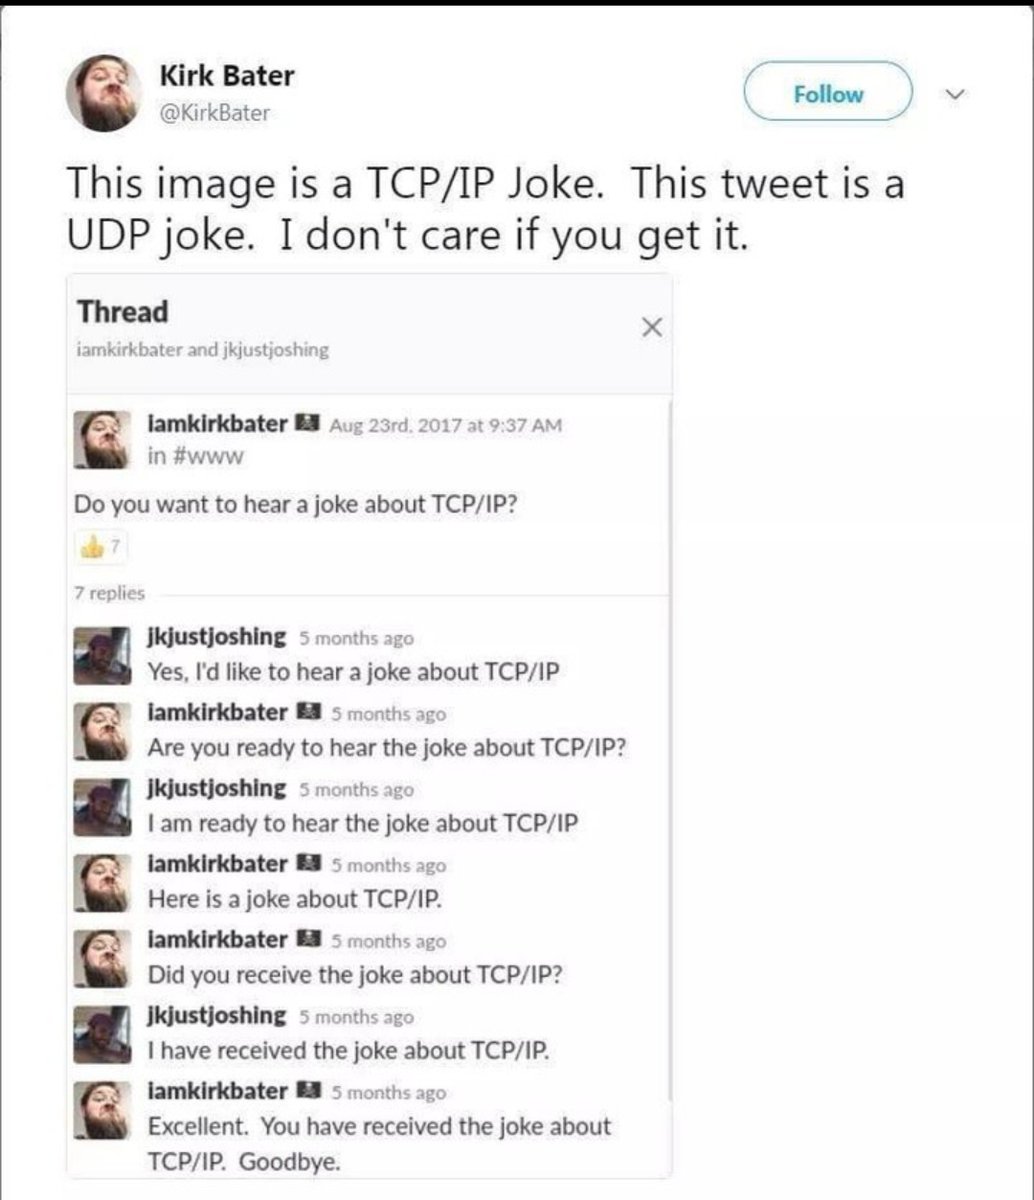 Kirk Bater
@KirkBater
Follow
This image is a TCP/IP Joke.  This tweet is a
UDP joke.  I don't care if you get it.
Thread
iamkirkbater and jkjustjoshing
iamkirkbater Aug 23rd, 2017 at 9:37 AM
in #www
Do you want to hear a joke about TCP/IP?
7
7 replies
jkjustjoshing 5 months ago
Yes, I'd like to hear a joke about TCP/IP
iamkirkbater 5 months ago
Are you ready to hear the joke about TCP/IP?
jkjustjoshing 5 months ago
I am ready to hear the joke about TCP/IP
iamkirkbater 5 months ago
Here is a joke about TCP/IP.
iamkirkbater 5 months ago
Did you receive the joke about TCP/IP?
jkjustjoshing 5 months ago
I have received the joke about TCP/IP.
iamkirkbater 5 months ago
Excellent.  You have received the joke about
TCP/IP.  Goodbye.